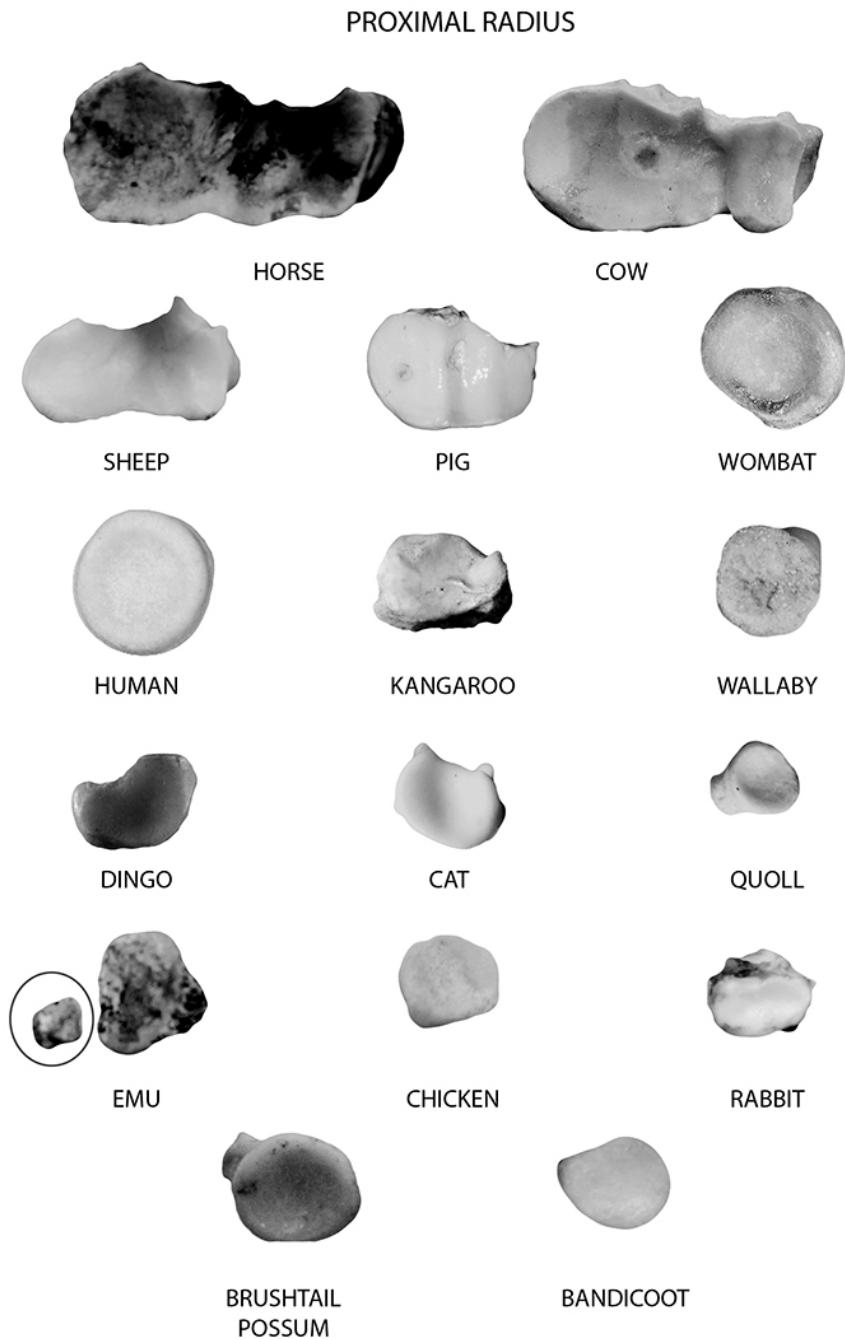 PROXIMAL RADIUS
HORSE
COW
SHEEP
PIG
WOMBAT
HUMAN
KANGAROO
WALLABY
DINGO
CAT
QUOLL
EMU
CHICKEN
RABBIT
BRUSHTAIL
POSSUM
BANDICOOT